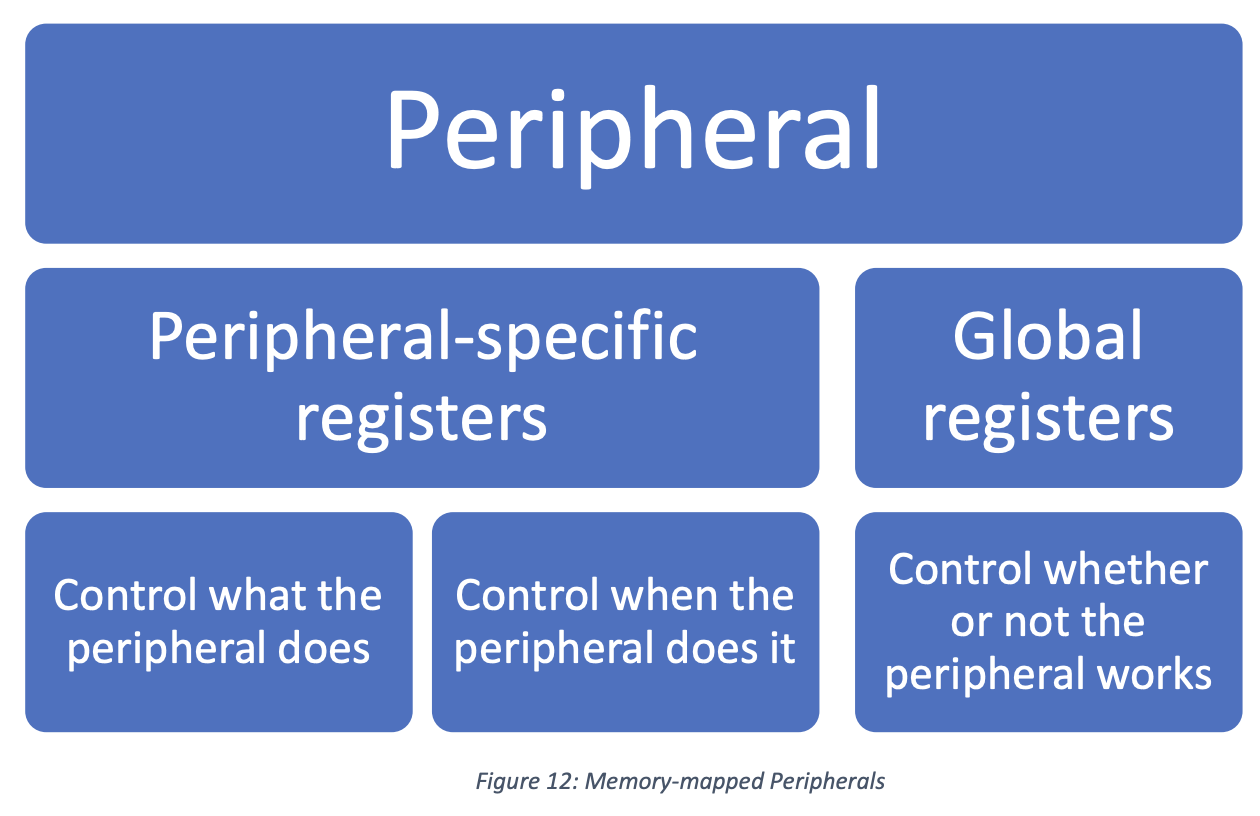 Peripheral
Peripheral-specific
registers
Global
registers
Control what the
peripheral does
Control when the
peripheral does it
Control whether
or not the
peripheral works
Figure 12: Memory-mapped Peripherals